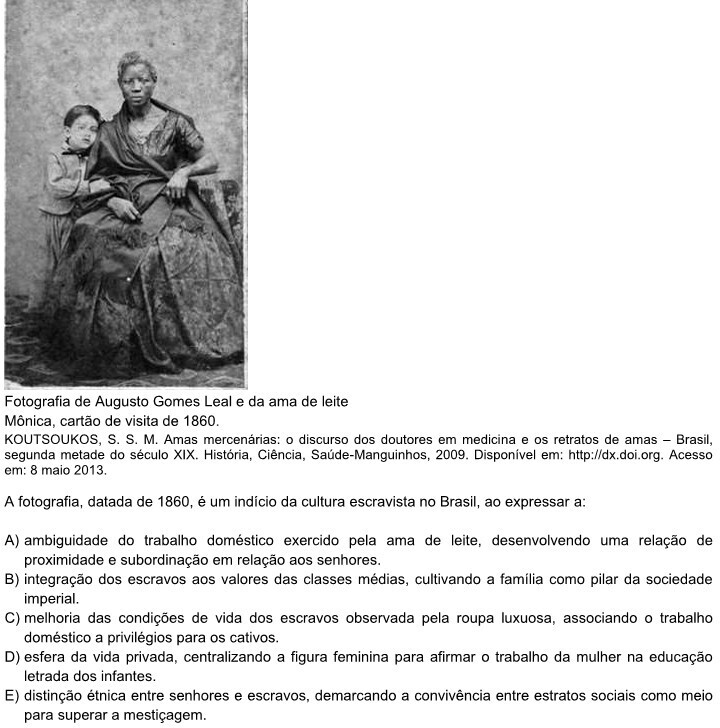 Fotografia de Augusto Gomes Leal e da ama de leite
Mônica, cartão de visita de 1860.
KOUTSOUKOS, S. S. M. Amas mercenárias: o discurso dos doutores em medicina e os retratos de amas – Brasil,
segunda metade do século XIX. História, Ciência, Saúde-Manguinhos, 2009. Disponível em: http://dx.doi.org. Acesso
em: 8 maio 2013.
A fotografia, datada de 1860, é um indício da cultura escravista no Brasil, ao expressar a:
A) ambiguidade do trabalho doméstico exercido pela ama de leite, desenvolvendo uma relação de
proximidade e subordinação em relação aos senhores.
B) integração dos escravos aos valores das classes médias, cultivando a família como pilar da sociedade
imperial.
C) melhoria das condições de vida dos escravos observada pela roupa luxuosa, associando o trabalho
doméstico a privilégios para os cativos.
D) esfera da vida privada, centralizando a figura feminina para afirmar o trabalho da mulher na educação
letrada dos infantes.
E) distinção étnica entre senhores e escravos, demarcando a convivência entre estratos sociais como meio
para superar a mestiçagem.